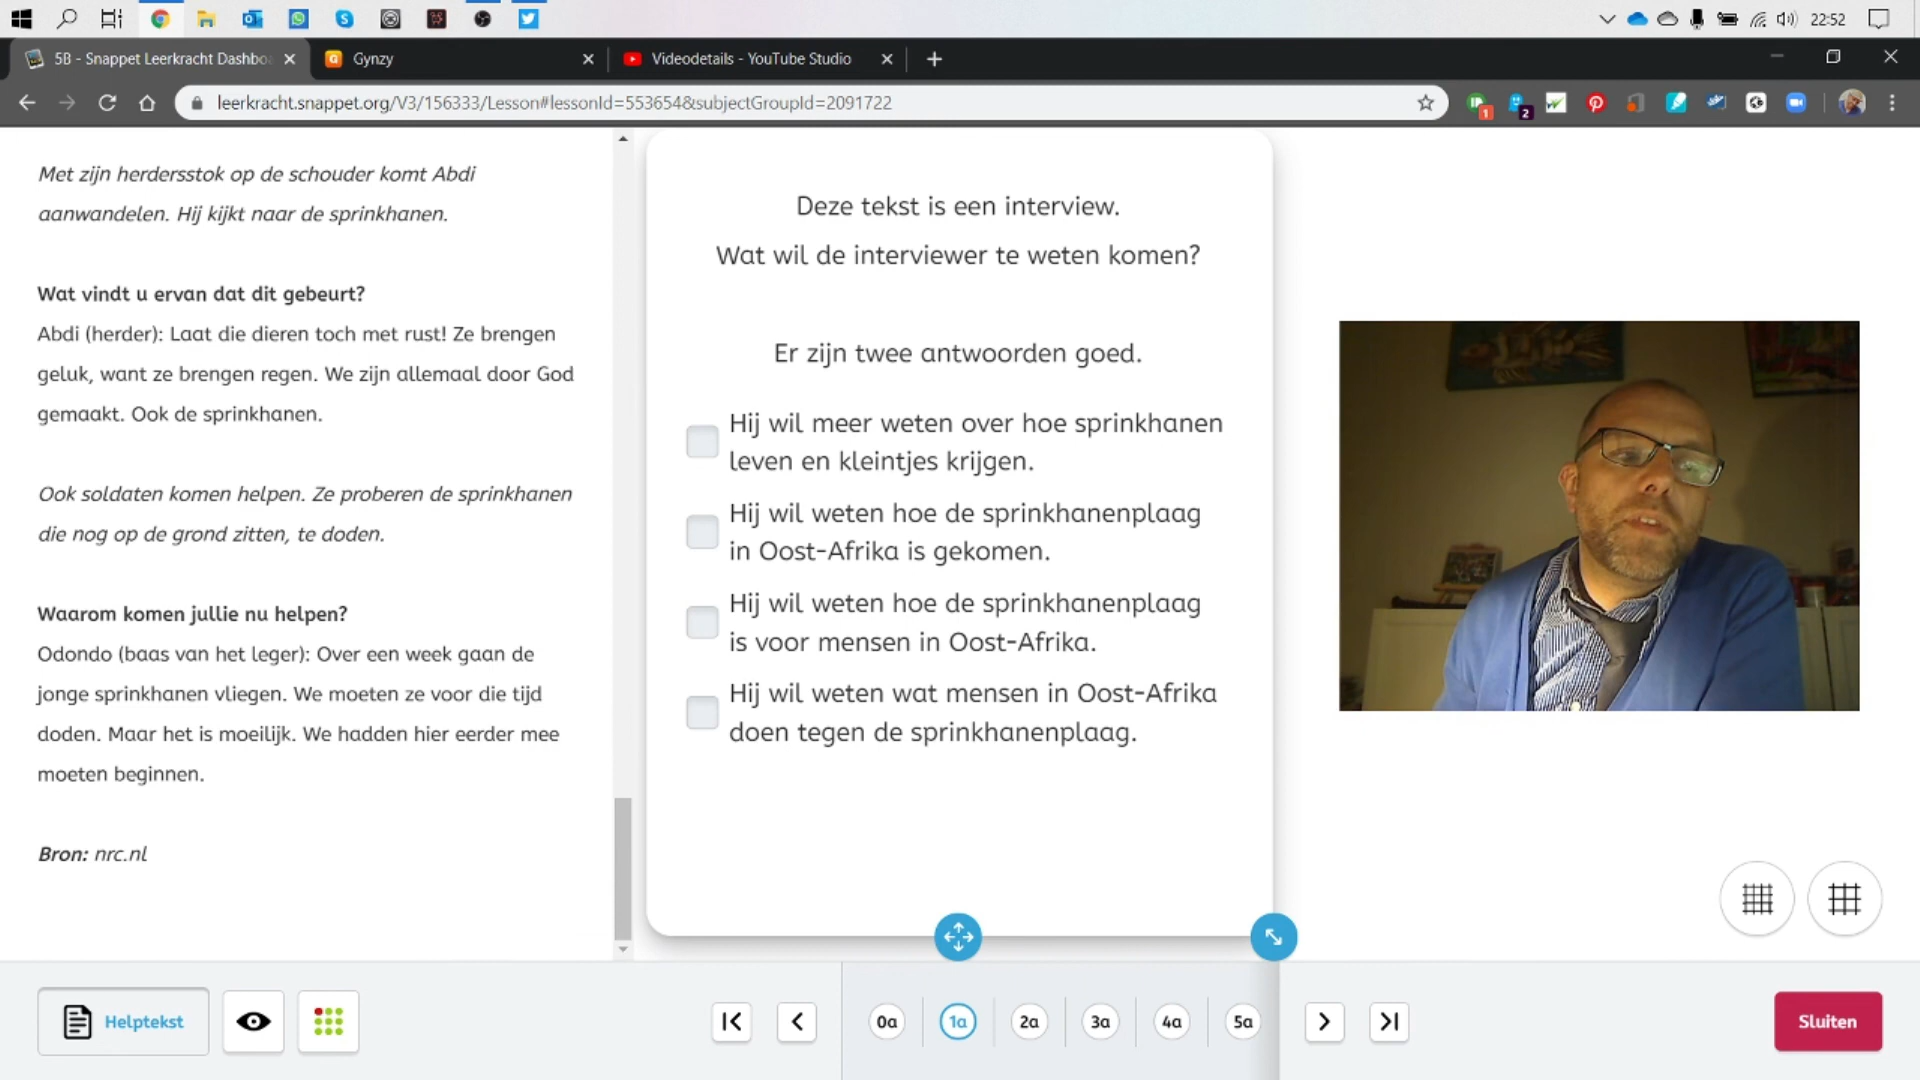 22:52
5B - Snappet Leerkracht Dashbo
Gynzy
Videodetails - YouTube Studio
leerkracht.snappet.org/V3/156333/Lesson#lessonId=553654&subjectGroupId=2091722
1
2
Met zijn herdersstok op de schouder komt Abdi
aanwandelen. Hij kijkt naar de sprinkhanen.
Wat vindt u ervan dat dit gebeurt?
Abdi (herder): Laat die dieren toch met rust! Ze brengen
geluk, want ze brengen regen. We zijn allemaal door God
gemaakt. Ook de sprinkhanen.
Ook soldaten komen helpen. Ze proberen de sprinkhanen
die nog op de grond zitten, te doden.
Waarom komen jullie nu helpen?
Odondo (baas van het leger): Over een week gaan de
jonge sprinkhanen vliegen. We moeten ze voor die tijd
doden. Maar het is moeilijk. We hadden hier eerder mee
moeten beginnen.
Bron: nrc.nl
Deze tekst is een interview.
Wat wil de interviewer te weten komen?
Er zijn twee antwoorden goed.
Hij wil meer weten over hoe sprinkhanen
leven en kleintjes krijgen.
Hij wil weten hoe de sprinkhanenplaag
in Oost-Afrika is gekomen.
Hij wil weten hoe de sprinkhanenplaag
is voor mensen in Oost-Afrika.
Hij wil weten wat mensen in Oost-Afrika
doen tegen de sprinkhanenplaag.
Helptekst
0a
1a
2a
3a
4a
5a
Sluiten